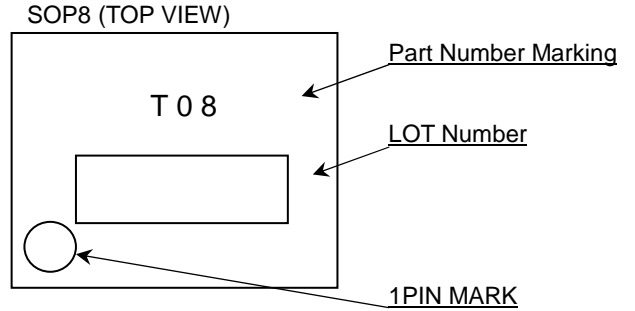 SOP8 (TOP VIEW)
Part Number Marking
T 0 8
LOT Number
1PIN MARK